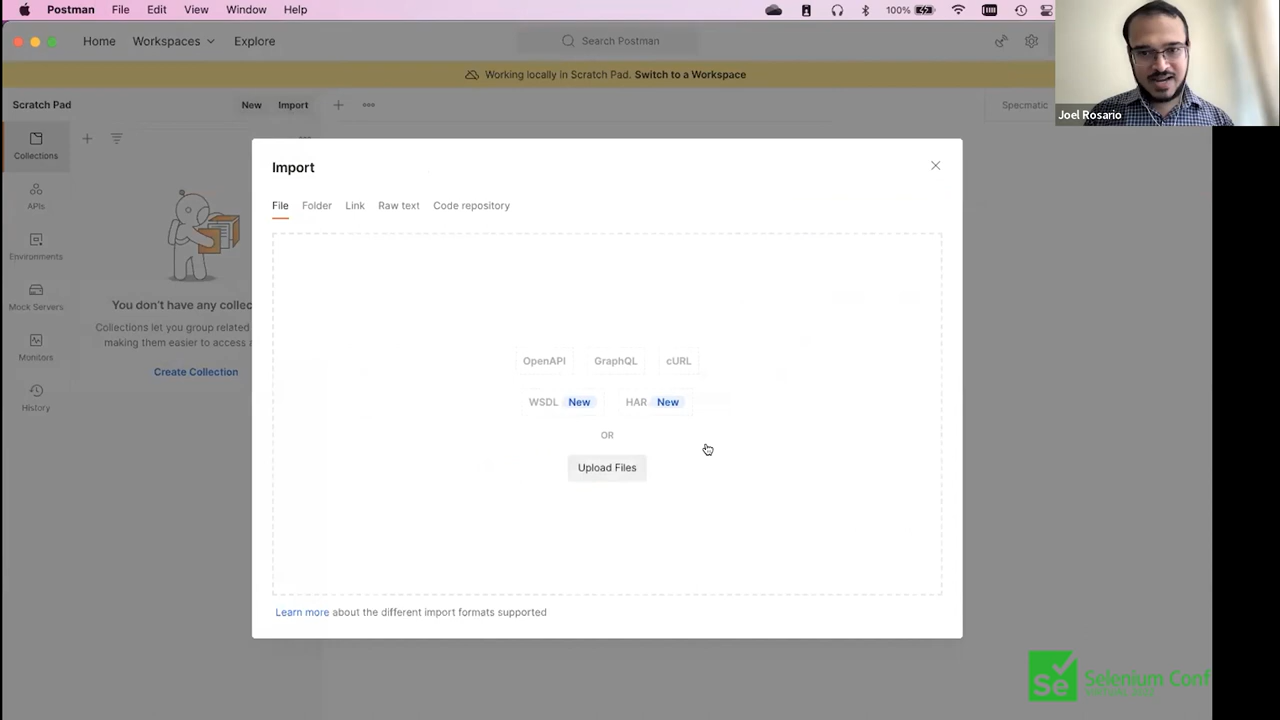 Postman File Edit View Window Help 100%
Home Workspaces Explore Search Postman
Working locally in Scratch Pad. Switch to a Workspace
Scratch Pad New Import Specmatic
Joel Rosario
Collections
APIs
Environments
Mock Servers
Monitors
History
You don't have any collec
Collections let you group related
making them easier to access a
Create Collection
Import
File Folder Link Raw text Code repository
OpenAPI GraphQL cURL
WSDL New HAR New
OR
Upload Files
Learn more about the different import formats supported
Se Selenium Conf